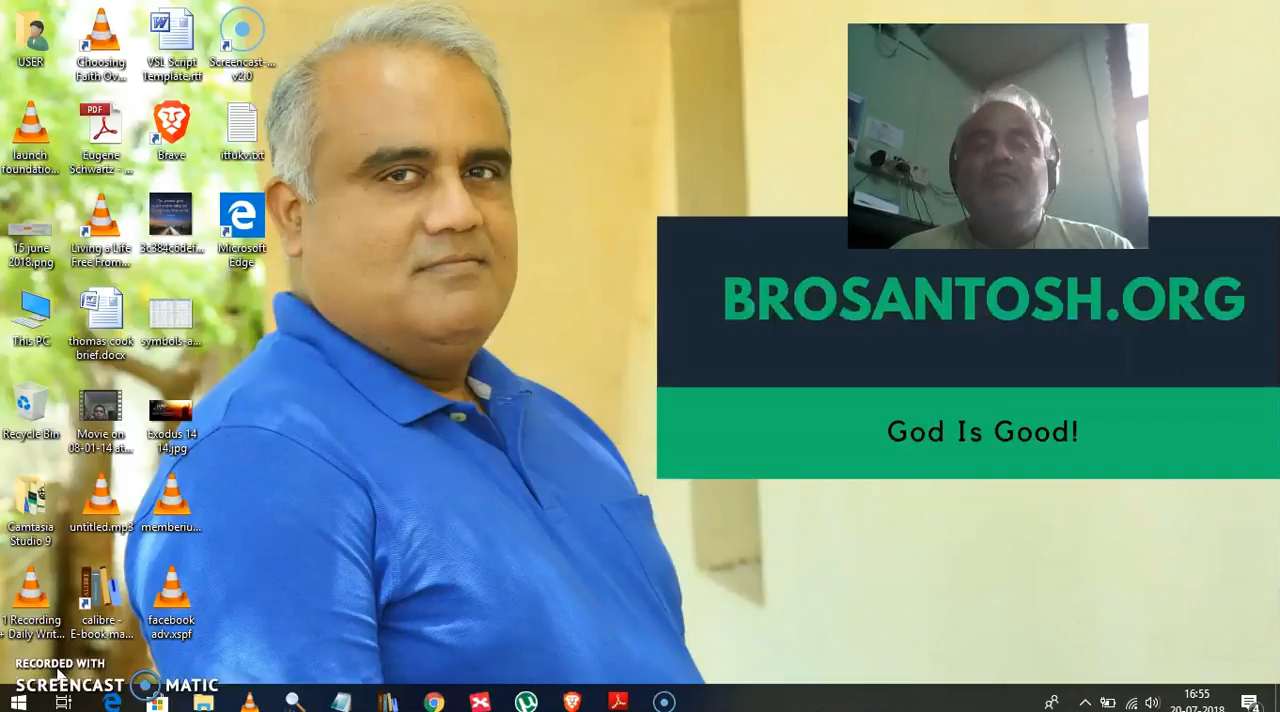 USER
Choosing
Faith Ov...
VSL Script
Template.rtf
Screencast-...
v2.0
launch
foundatio...
PDF
Eugene
Schwartz - ...
Brave
itfukv.txt
15 june
2018.png
Living a Life
Free From...
3c384c6def...
Microsoft
Edge
This PC
thomas cook
brief.docx
symbols-a...
Recycle Bin
Movie on
08-01-14 at...
Exodus 14
14.jpg
Camtasia
Studio 9
untitled.mp3
memberiu...
1 Recording
+ Daily Writ...
calibre -
E-book ma...
facebook
adv.xspf
BROSANTOSH.ORG
God Is Good!
RECORDED WITH
SCREENCAST MATIC
16:55
20-07-2018
4